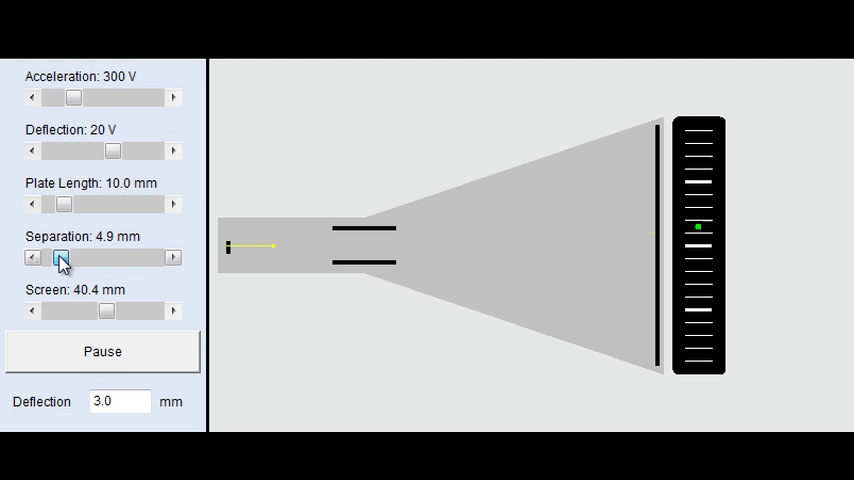 Acceleration: 300 V
Deflection: 20 V
Plate Length: 10.0 mm
Separation: 4.9 mm
Screen: 40.4 mm
Pause
Deflection 3.0 mm